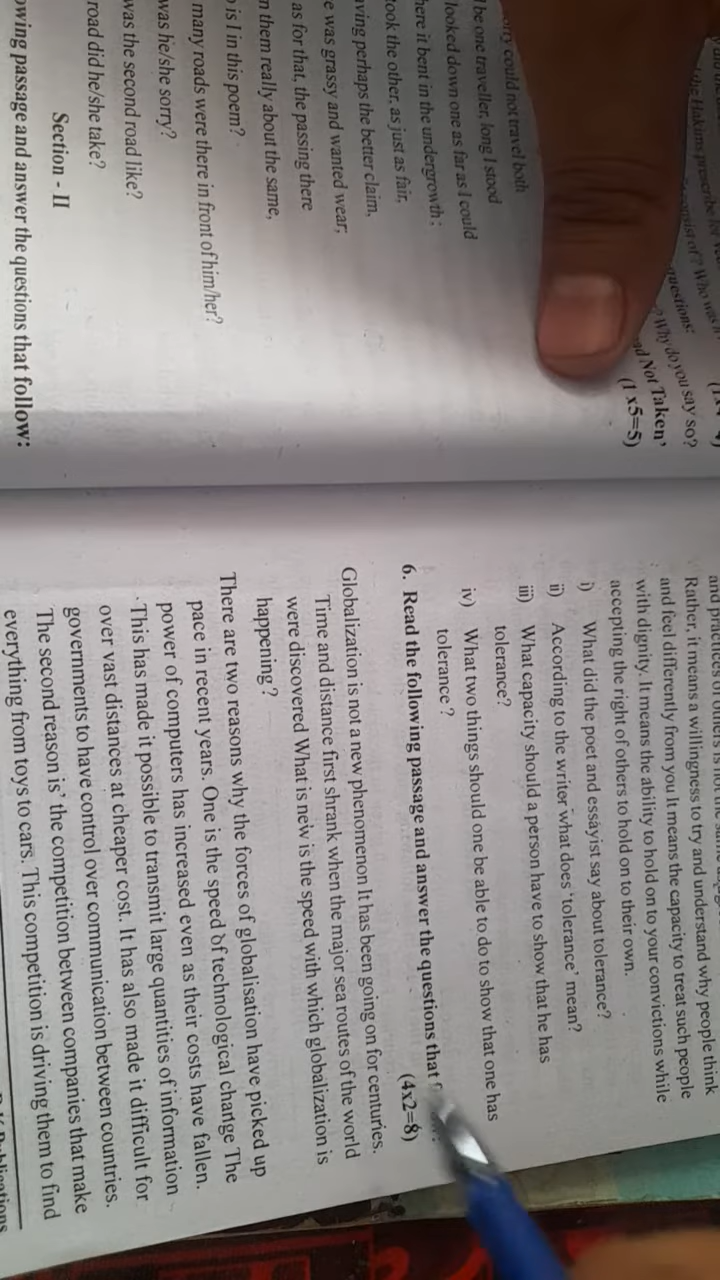 the Hakims prescribe for
consist of ? Who was
questions:
? Why do you say so?
Not Taken'
(1 x5=5)
could not travel both
be one traveller, long I stood
looked down one as far as I could
here it bent in the undergrowth ;
took the other, as just as fair,
perhaps the better claim,
was grassy and wanted wear,
as for that, the passing there
them really about the same,
is I in this poem?
many roads were there in front of him/her?
was he/she sorry?
was the second road like?
road did he/she take?
Section - II
passage and answer the questions that follow:
Rather, it means a willingness to try and understand why people think
and feel differently from you It means the capacity to treat such people
with dignity. It means the ability to hold on to your convictions while
accepting the right of others to hold on to their own.
i) What did the poet and essayist say about tolerance?
ii) According to the writer what does 'tolerance' mean?
iii) What capacity should a person have to show that he has
tolerance?
iv) What two things should one be able to do to show that one has
tolerance ?
6. Read the following passage and answer the questions that
(4x2=8)
Globalization is not a new phenomenon It has been going on for centuries.
Time and distance first shrank when the major sea routes of the world
were discovered What is new is the speed with which globalization is
happening ?
There are two reasons why the forces of globalisation have picked up
pace in recent years. One is the speed of technological change The
power of computers has increased even as their costs have fallen.
This has made it possible to transmit large quantities of information
over vast distances at cheaper cost. It has also made it difficult for
governments to have control over communication between countries.
The second reason is' the competition between companies that make
everything from toys to cars. This competition is driving them to find
Publications